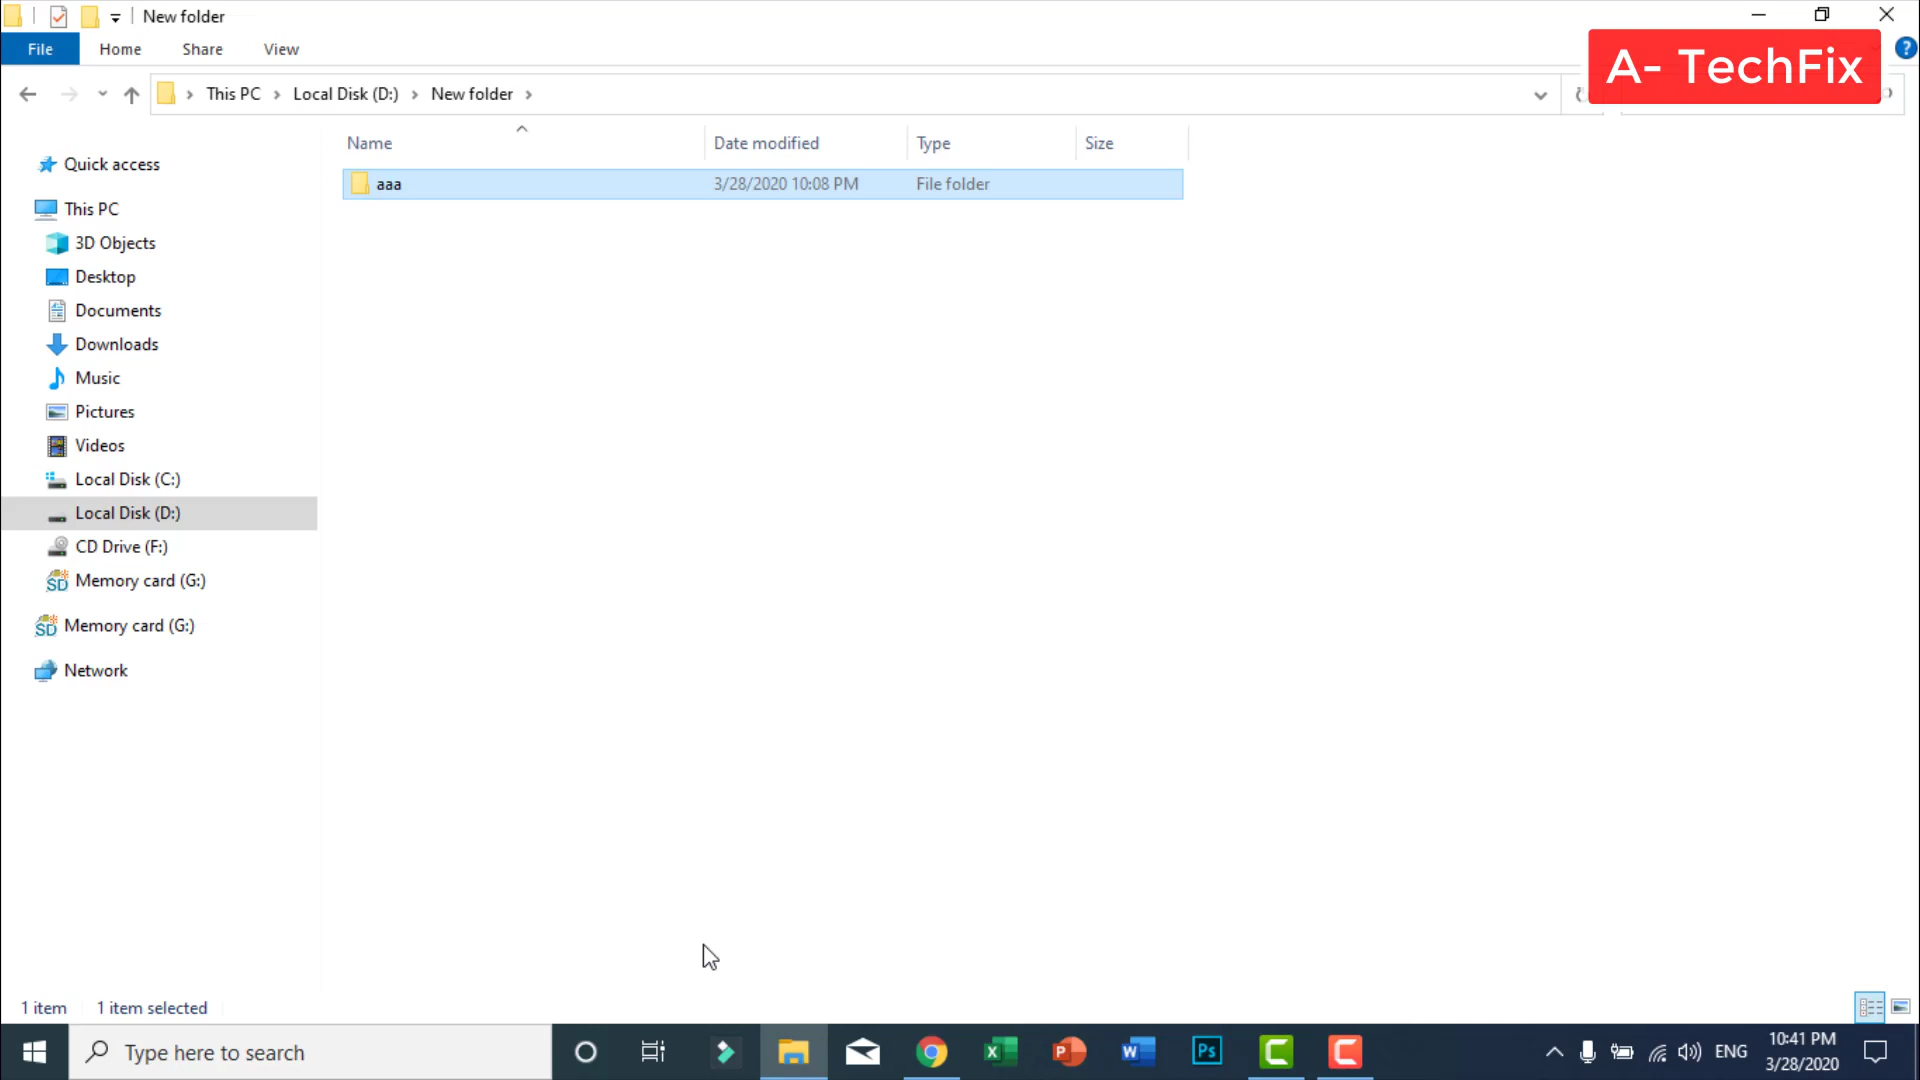 New folder
File Home Share View
A- TechFix
This PC Local Disk (D:) New folder
Name Date modified Type Size
aaa 3/28/2020 10:08 PM File folder
Quick access
This PC
3D Objects
Desktop
Documents
Downloads
Music
Pictures
Videos
Local Disk (C:)
Local Disk (D:)
CD Drive (F:)
SD Memory card (G:)
SD Memory card (G:)
Network
1 item 1 item selected
Type here to search
X
P
W
Ps
C
C
ENG
10:41 PM
3/28/2020